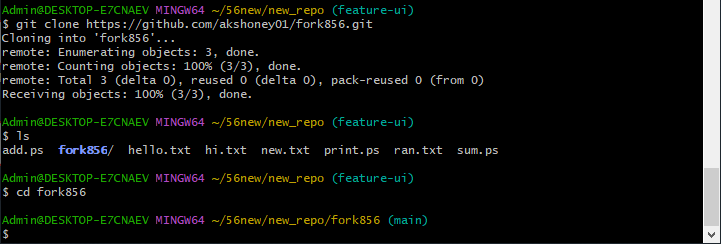 Admin@DESKTOP-E7CNAEV MINGW64 ~/56new/new_repo (feature-ui)
$ git clone https://github.com/akshoney01/fork856.git
Cloning into 'fork856'...
remote: Enumerating objects: 3, done.
remote: Counting objects: 100% (3/3), done.
remote: Total 3 (delta 0), reused 0 (delta 0), pack-reused 0 (from 0)
Receiving objects: 100% (3/3), done.
Admin@DESKTOP-E7CNAEV MINGW64 ~/56new/new_repo (feature-ui)
$ ls
add.ps  fork856/  hello.txt  hi.txt  new.txt  print.ps  ran.txt  sum.ps
Admin@DESKTOP-E7CNAEV MINGW64 ~/56new/new_repo (feature-ui)
$ cd fork856
Admin@DESKTOP-E7CNAEV MINGW64 ~/56new/new_repo/fork856 (main)
$